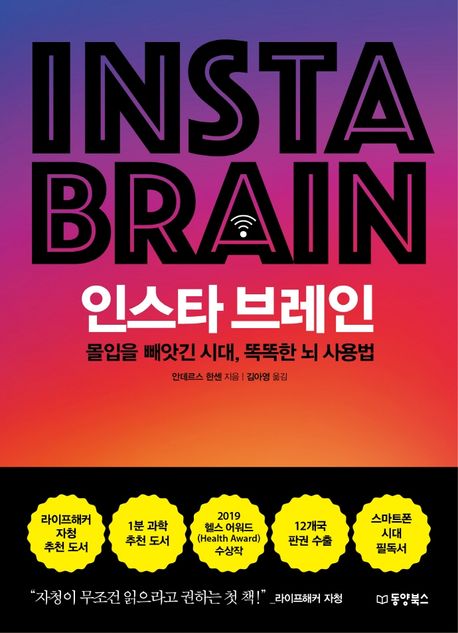 INSTA
BRAIN
인스타 브레인
몰입을 빼앗긴 시대, 똑똑한 뇌 사용법
안데르스 한센 지음 | 김아영 옮김
라이프해커
자청
추천 도서
1분 과학
추천 도서
2019
헬스 어워드
(Health Award)
수상작
12개국
판권 수출
스마트폰
시대
필독서
“자청이 무조건 읽으라고 권하는 첫 책!” _라이프해커 자청
동양북스